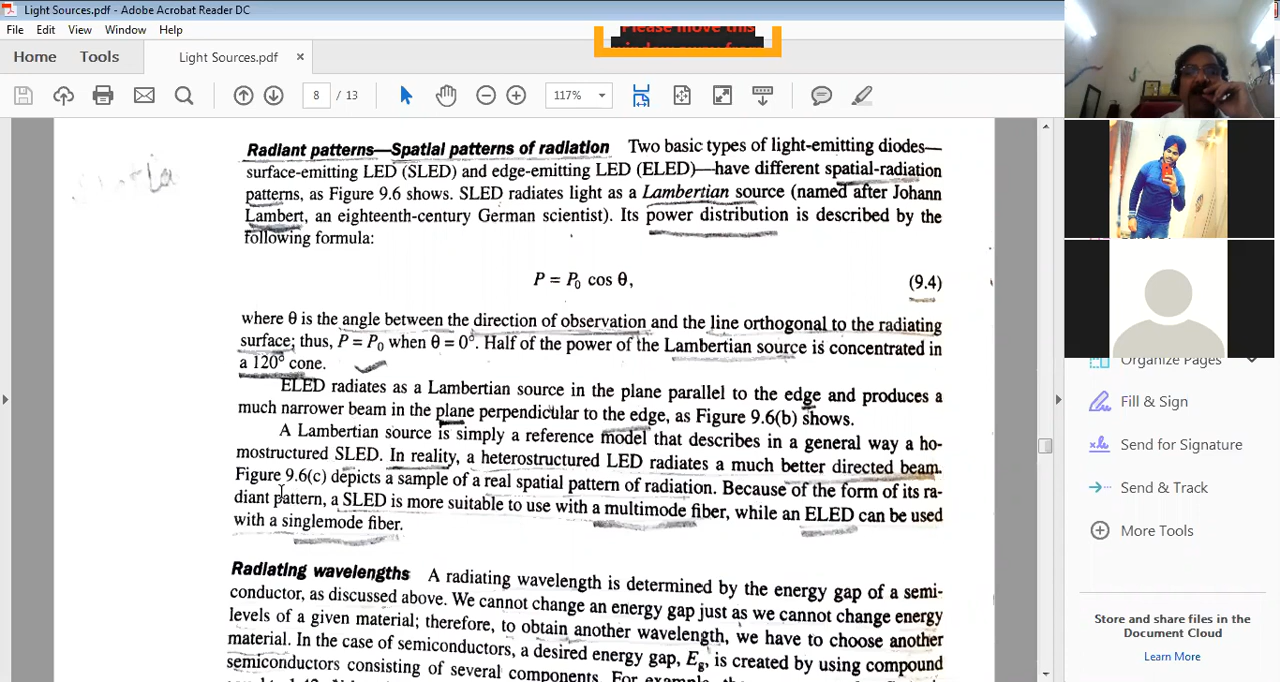 Light Sources.pdf - Adobe Acrobat Reader DC
File Edit View Window Help
Please move this
Home Tools Light Sources.pdf ×
8 / 13 117%
Radiant patterns—Spatial patterns of radiation Two basic types of light-emitting diodes—
surface-emitting LED (SLED) and edge-emitting LED (ELED)—have different spatial-radiation
patterns, as Figure 9.6 shows. SLED radiates light as a Lambertian source (named after Johann
Lambert, an eighteenth-century German scientist). Its power distribution is described by the
following formula:
P = P₀ cos θ, (9.4)
where θ is the angle between the direction of observation and the line orthogonal to the radiating
surface; thus, P = P₀ when θ = 0°. Half of the power of the Lambertian source is concentrated in
a 120° cone.
ELED radiates as a Lambertian source in the plane parallel to the edge and produces a
much narrower beam in the plane perpendicular to the edge, as Figure 9.6(b) shows.
A Lambertian source is simply a reference model that describes in a general way a ho-
mostructured SLED. In reality, a heterostructured LED radiates a much better directed beam.
Figure 9.6(c) depicts a sample of a real spatial pattern of radiation. Because of the form of its ra-
diant pattern, a SLED is more suitable to use with a multimode fiber, while an ELED can be used
with a singlemode fiber.
Radiating wavelengths A radiating wavelength is determined by the energy gap of a semi-
conductor, as discussed above. We cannot change an energy gap just as we cannot change energy
levels of a given material; therefore, to obtain another wavelength, we have to choose another
material. In the case of semiconductors, a desired energy gap, Eg, is created by using compound
semiconductors consisting of several components. For example,
Organize Pages
Fill & Sign
Send for Signature
Send & Track
More Tools
Store and share files in the
Document Cloud
Learn More